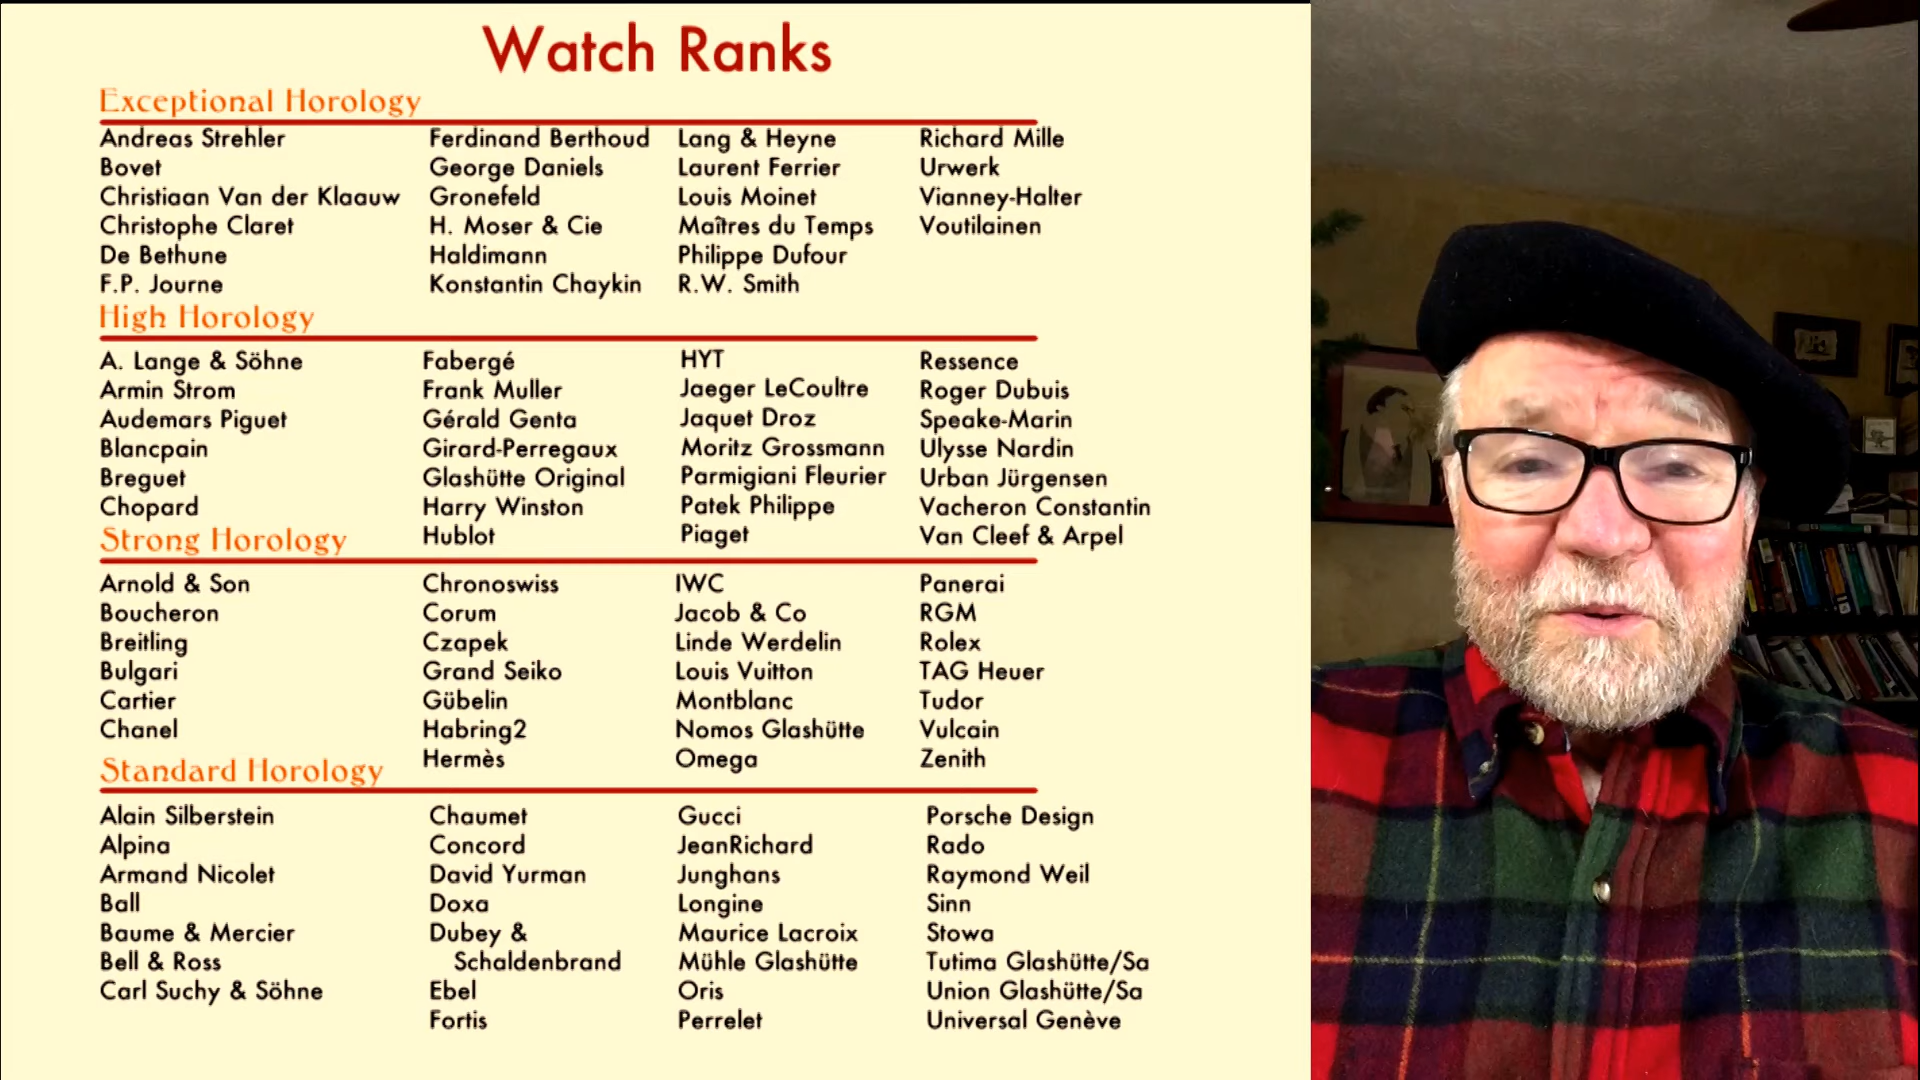 Watch Ranks
Exceptional Horology
Andreas Strehler
Bovet
Christiaan Van der Klaauw
Christophe Claret
De Bethune
F.P. Journe
Ferdinand Berthoud
George Daniels
Gronefeld
H. Moser & Cie
Haldimann
Konstantin Chaykin
Lang & Heyne
Laurent Ferrier
Louis Moinet
Maîtres du Temps
Philippe Dufour
R.W. Smith
Richard Mille
Urwerk
Vianney-Halter
Voutilainen
High Horology
A. Lange & Söhne
Armin Strom
Audemars Piguet
Blancpain
Breguet
Chopard
Fabergé
Frank Muller
Gérald Genta
Girard-Perregaux
Glashütte Original
Harry Winston
Hublot
HYT
Jaeger LeCoultre
Jaquet Droz
Moritz Grossmann
Parmigiani Fleurier
Patek Philippe
Piaget
Ressence
Roger Dubuis
Speake-Marin
Ulysse Nardin
Urban Jürgensen
Vacheron Constantin
Van Cleef & Arpel
Strong Horology
Arnold & Son
Boucheron
Breitling
Bulgari
Cartier
Chanel
Chronoswiss
Corum
Czapek
Grand Seiko
Gübelin
Habring2
Hermès
IWC
Jacob & Co
Linde Werdelin
Louis Vuitton
Montblanc
Nomos Glashütte
Omega
Panerai
RGM
Rolex
TAG Heuer
Tudor
Vulcain
Zenith
Standard Horology
Alain Silberstein
Alpina
Armand Nicolet
Ball
Baume & Mercier
Bell & Ross
Carl Suchy & Söhne
Chaumet
Concord
David Yurman
Doxa
Dubey &
Schaldenbrand
Ebel
Fortis
Gucci
JeanRichard
Junghans
Longine
Maurice Lacroix
Mühle Glashütte
Oris
Perrelet
Porsche Design
Rado
Raymond Weil
Sinn
Stowa
Tutima Glashütte/Sa
Union Glashütte/Sa
Universal Genève